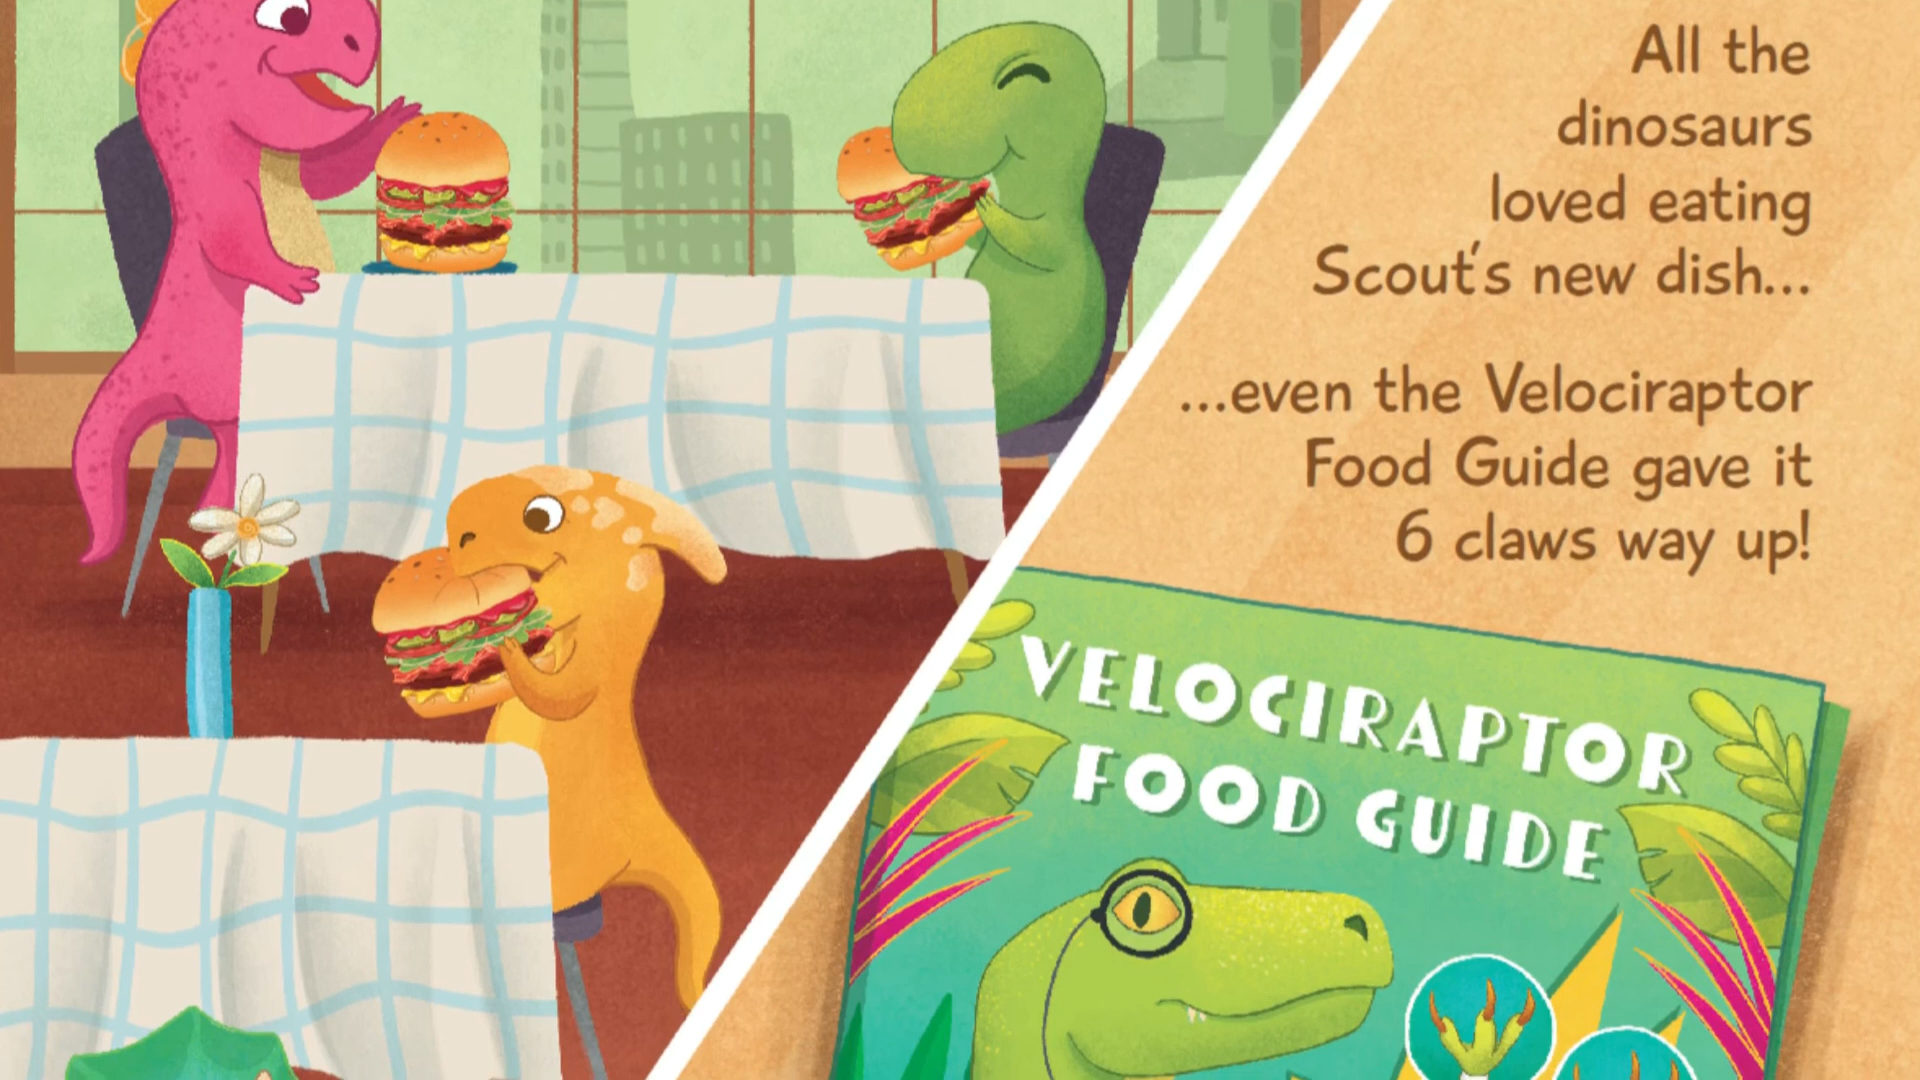 All the
dinosaurs
loved eating
Scout's new dish...
...even the Velociraptor
Food Guide gave it
6 claws way up!
VELOCIRAPTOR
FOOD GUIDE